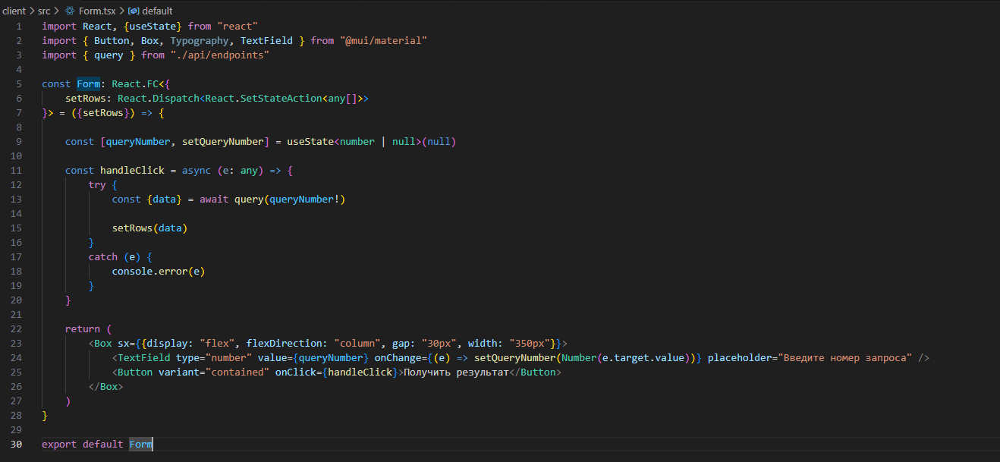 client > src > Form.tsx > default
1 import React, {useState} from "react"
2 import { Button, Box, Typography, TextField } from "@mui/material"
3 import { query } from "./api/endpoints"
4
5 const Form: React.FC<{
6     setRows: React.Dispatch<React.SetStateAction<any[]>>
7 }> = ({setRows}) => {
8
9     const [queryNumber, setQueryNumber] = useState<number | null>(null)
10
11     const handleClick = async (e: any) => {
12         try {
13             const {data} = await query(queryNumber!)
14
15             setRows(data)
16         }
17         catch (e) {
18             console.error(e)
19         }
20     }
21
22     return (
23         <Box sx={{display: "flex", flexDirection: "column", gap: "30px", width: "350px"}}>
24             <TextField type="number" value={queryNumber} onChange={(e) => setQueryNumber(Number(e.target.value))} placeholder="Введите номер запроса" />
25             <Button variant="contained" onClick={handleClick}>Получить результат</Button>
26         </Box>
27     )
28 }
29
30 export default Form